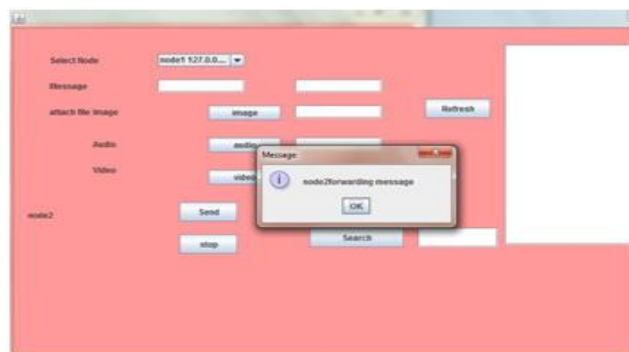 Select Node node1 127.0.0....
Message
attach file image image Refresh
Audio audio
Message
Video video
node2forwarding message
OK
node2 Send
stop Search